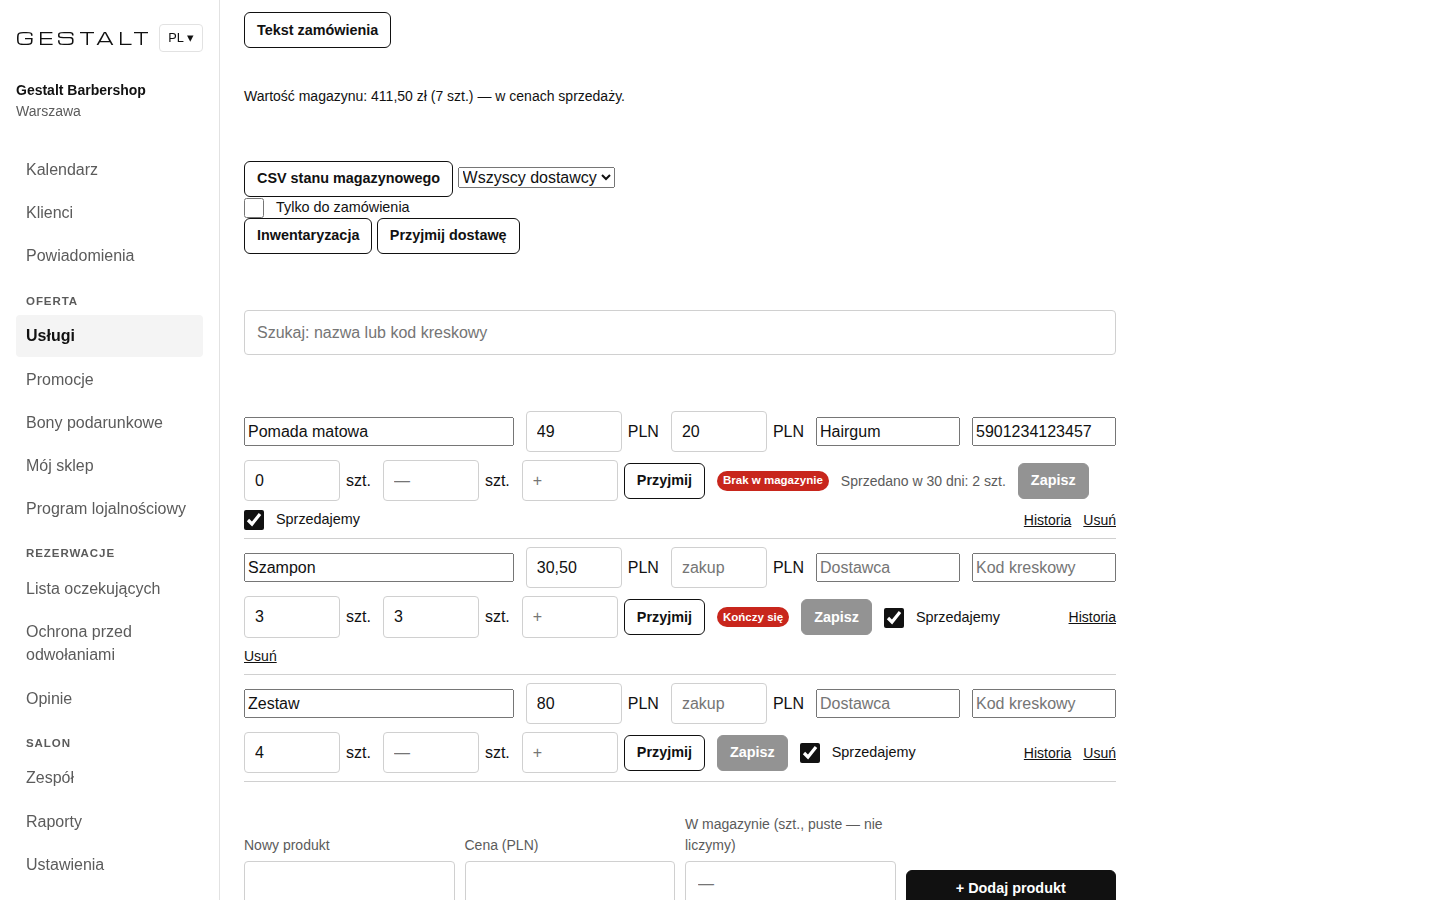 GESTALT
PL ▾
Gestalt Barbershop
Warszawa
Kalendarz
Klienci
Powiadomienia
OFERTA
Usługi
Promocje
Bony podarunkowe
Mój sklep
Program lojalnościowy
REZERWACJE
Lista oczekujących
Ochrona przed
odwołaniami
Opinie
SALON
Zespół
Raporty
Ustawienia
Tekst zamówienia
Wartość magazynu: 411,50 zł (7 szt.) — w cenach sprzedaży.
CSV stanu magazynowego Wszyscy dostawcy
Tylko do zamówienia
Inwentaryzacja Przyjmij dostawę
Szukaj: nazwa lub kod kreskowy
Pomada matowa 49 PLN 20 PLN Hairgum 5901234123457
0 szt. — szt. + Przyjmij Brak w magazynie Sprzedano w 30 dni: 2 szt. Zapisz
Sprzedajemy Historia Usuń
Szampon 30,50 PLN zakup PLN Dostawca Kod kreskowy
3 szt. 3 szt. + Przyjmij Kończy się Zapisz Sprzedajemy Historia
Usuń
Zestaw 80 PLN zakup PLN Dostawca Kod kreskowy
4 szt. — szt. + Przyjmij Zapisz Sprzedajemy Historia Usuń
Nowy produkt Cena (PLN) W magazynie (szt., puste — nie
liczymy)
—
+ Dodaj produkt